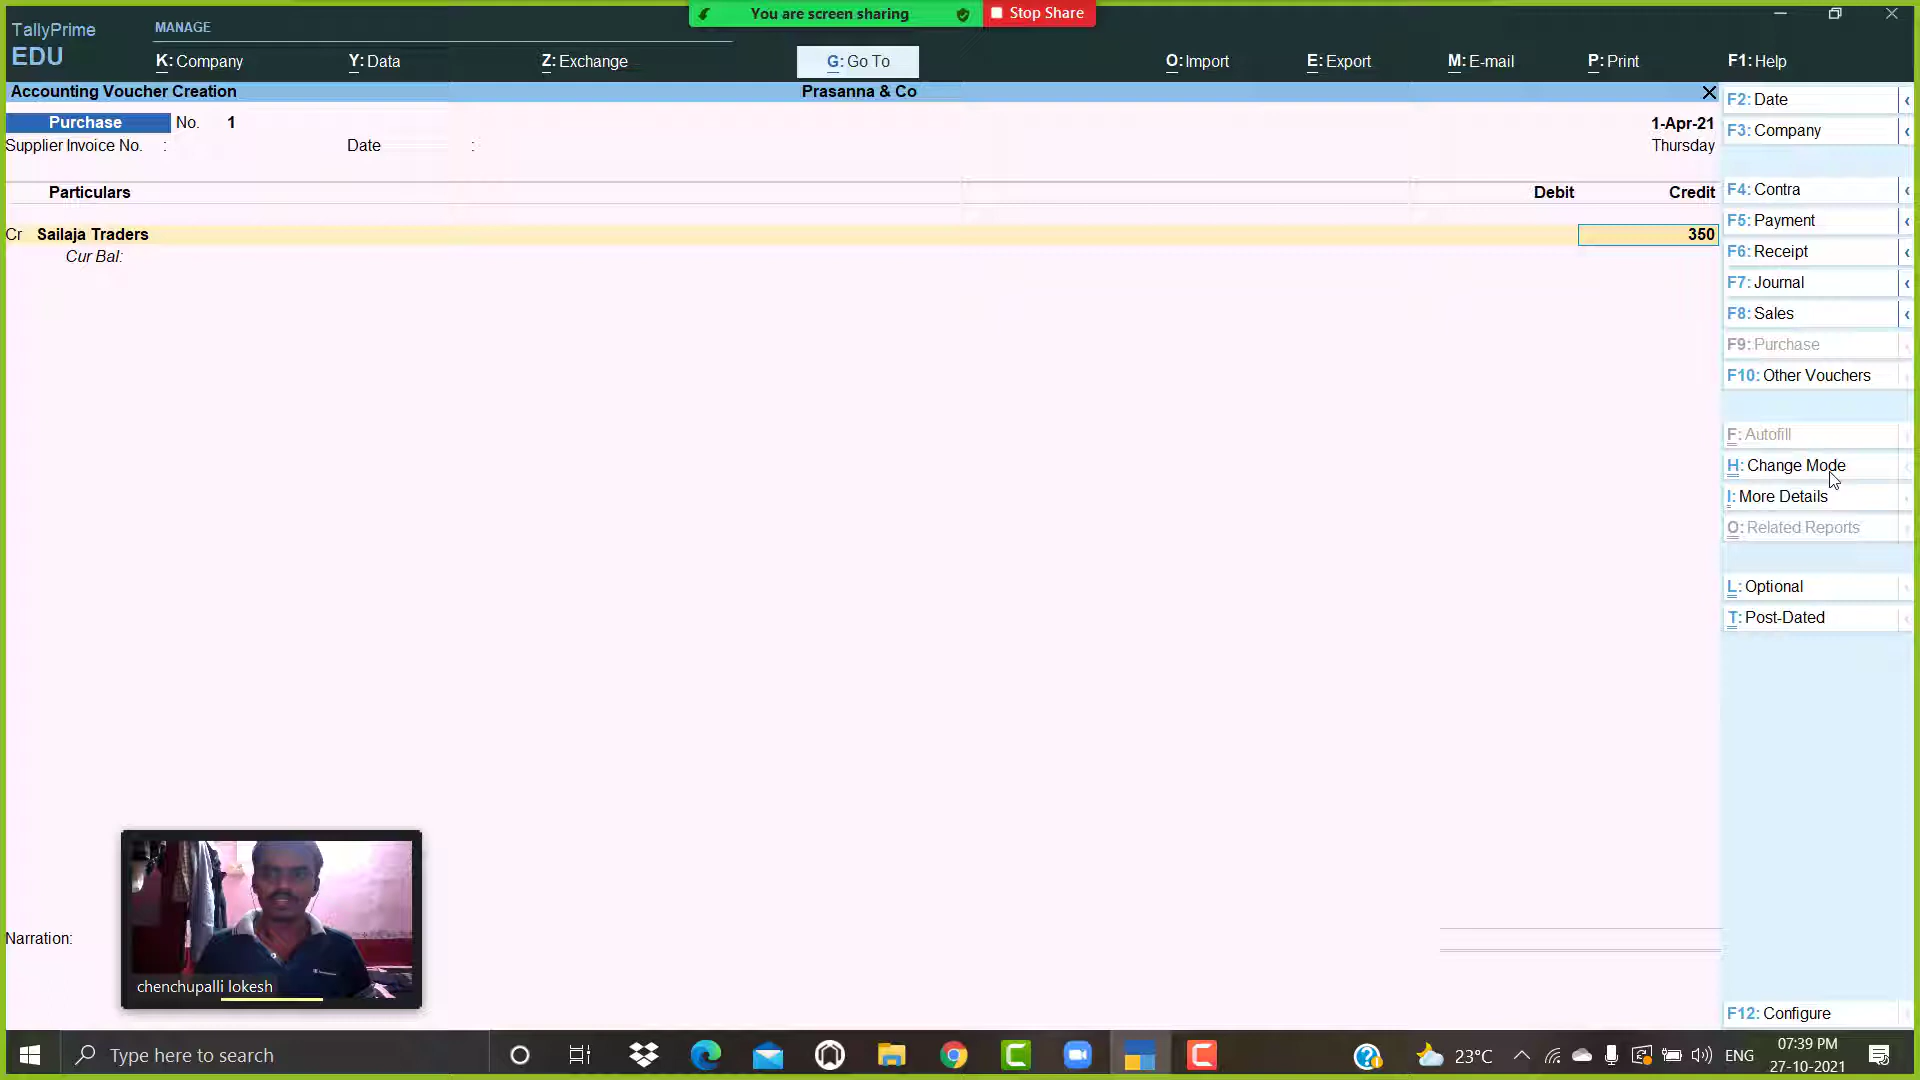 You are screen sharing
Stop Share
TallyPrime
EDU
MANAGE
K: Company
Y: Data
Z: Exchange
G: Go To
O: Import
E: Export
M: E-mail
P: Print
F1: Help
Accounting Voucher Creation
Prasanna & Co
Purchase No. 1
1-Apr-21
Supplier Invoice No. :
Date :
Thursday
Particulars
Debit
Credit
Cr Sailaja Traders
350
Cur Bal:
Narration:
F2: Date
F3: Company
F4: Contra
F5: Payment
F6: Receipt
F7: Journal
F8: Sales
F9: Purchase
F10: Other Vouchers
F: Autofill
H: Change Mode
I: More Details
O: Related Reports
L: Optional
T: Post-Dated
F12: Configure
chenchupalli lokesh
Type here to search
23°C
ENG
07:39 PM
27-10-2021